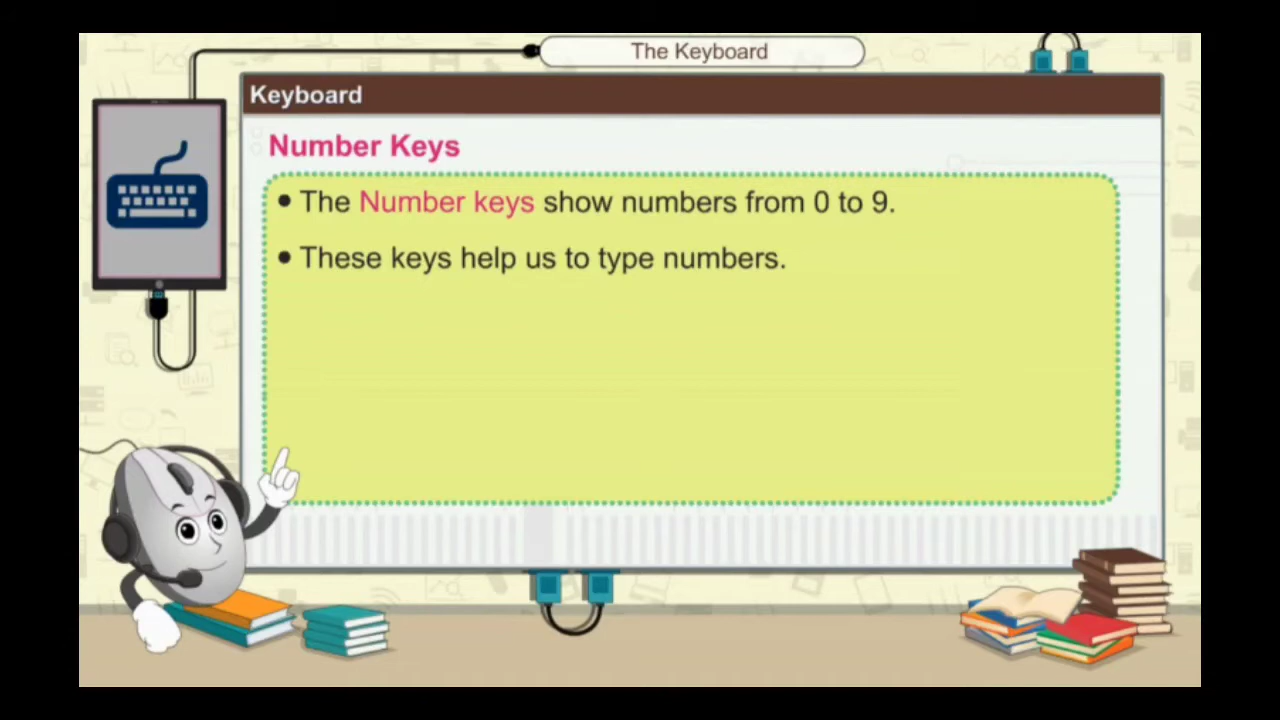 The Keyboard
Keyboard
Number Keys
• The Number keys show numbers from 0 to 9.
• These keys help us to type numbers.